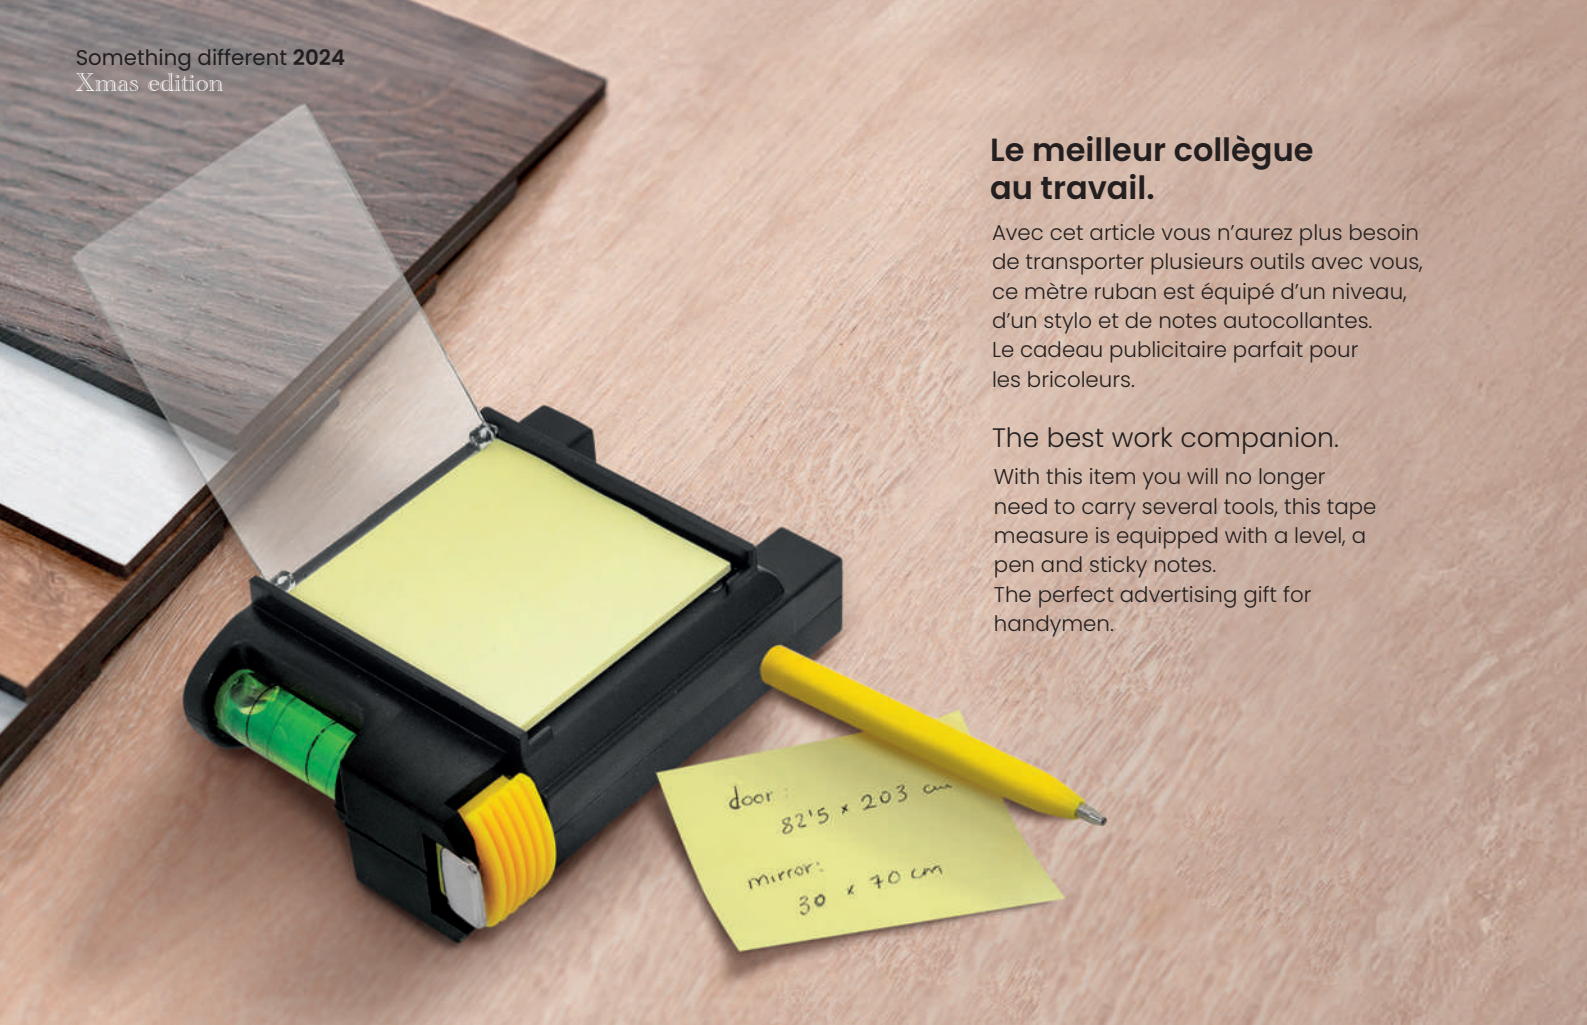 Something different 2024
Xmas edition
Le meilleur collègue
au travail.
Avec cet article vous n’aurez plus besoin
de transporter plusieurs outils avec vous,
ce mètre ruban est équipé d’un niveau,
d’un stylo et de notes autocollantes.
Le cadeau publicitaire parfait pour
les bricoleurs.
The best work companion.
With this item you will no longer
need to carry several tools, this tape
measure is equipped with a level, a
pen and sticky notes.
The perfect advertising gift for
handymen.
door:
82'5 x 203 cm
mirror:
30 x 70 cm